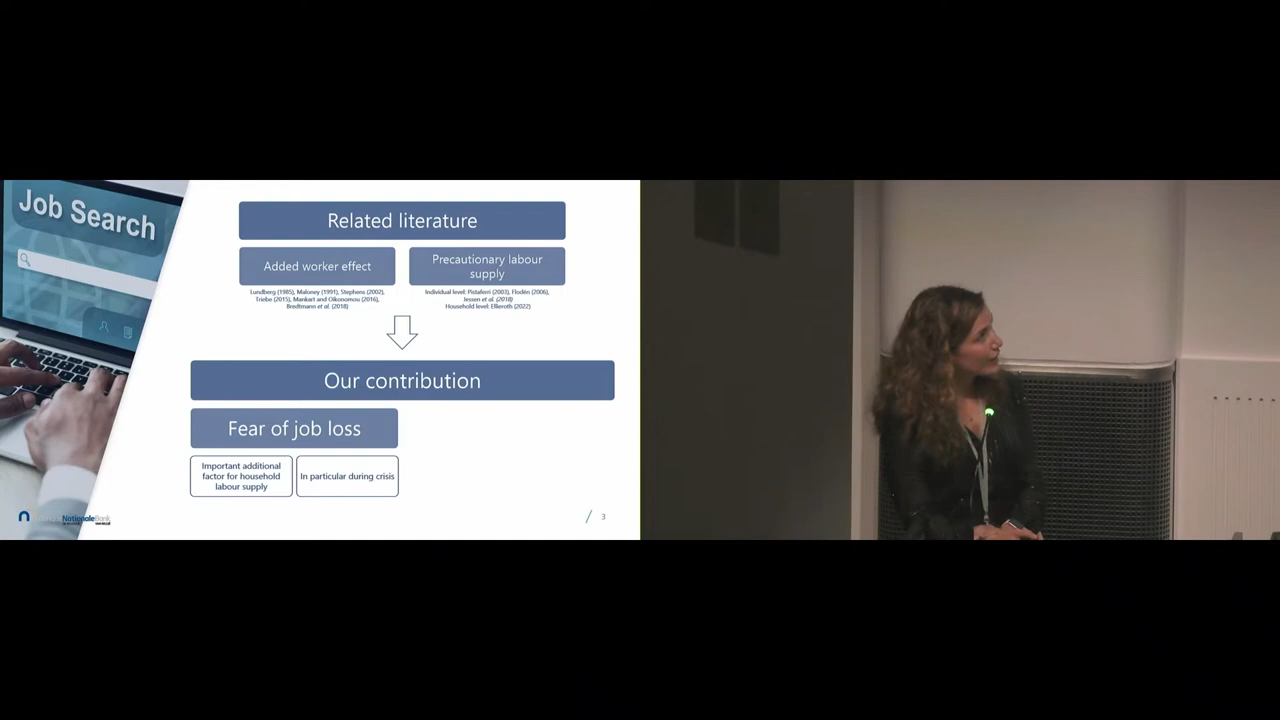 Job Search
Related literature
Added worker effect
Precautionary labour
supply
Lundberg (1985), Maloney (1991), Stephens (2002),
Triebe (2015), Mankart and Oikonomou (2016),
Bredtmann et al. (2018)
Individual level: Pistaferri (2003), Flodén (2006),
Jessen et al. (2018)
Household level: Ellieroth (2022)
Our contribution
Fear of job loss
Important additional
factor for household
labour supply
In particular during crisis
NationaleBank
3